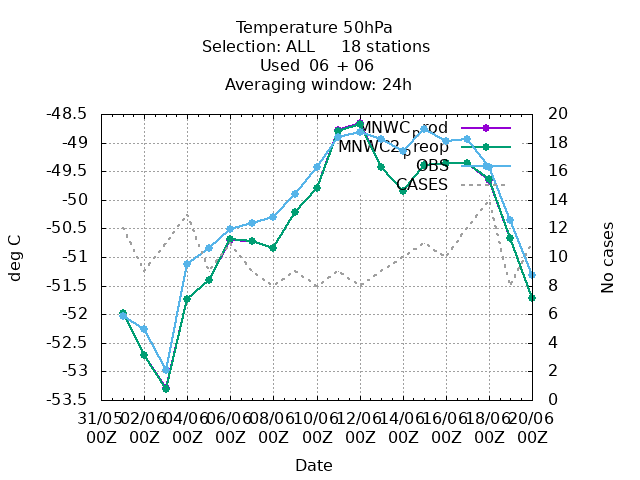 Temperature 50hPa
Selection: ALL 18 stations
Used 06 + 06
Averaging window: 24h
-48.5
-49
-49.5
-50
-50.5
-51
-51.5
-52
-52.5
-53
-53.5
deg C
20
18
16
14
12
10
8
6
4
2
0
No cases
MNWC_prod
MNWC2_preop
OBS
CASES
31/05 02/06 04/06 06/06 08/06 10/06 12/06 14/06 16/06 18/06 20/06
00Z 00Z 00Z 00Z 00Z 00Z 00Z 00Z 00Z 00Z 00Z
Date